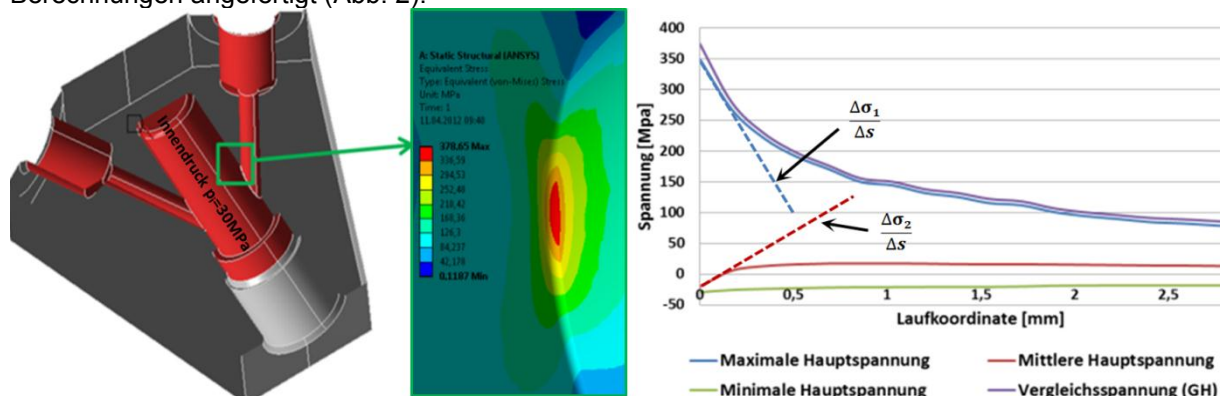 Berechnungen angefertigt (Abb. 2).
Innendruck pᵢ=30MPa
A: Static Structural (ANSYS)
Equivalent Stress
Type: Equivalent (von-Mises) Stress
Unit: MPa
Time: 1
11.04.2012 09:40
378,65 Max
336,59
294,53
252,48
210,42
168,36
126,3
84,237
42,178
0,1187 Min
400
350
300
250
200
150
100
50
0
-50
Spannung [Mpa]
Δσ₁
Δs
Δσ₂
Δs
0
0,5
1
1,5
2
2,5
Laufkoordinate [mm]
Maximale Hauptspannung
Mittlere Hauptspannung
Minimale Hauptspannung
Vergleichsspannung (GH)